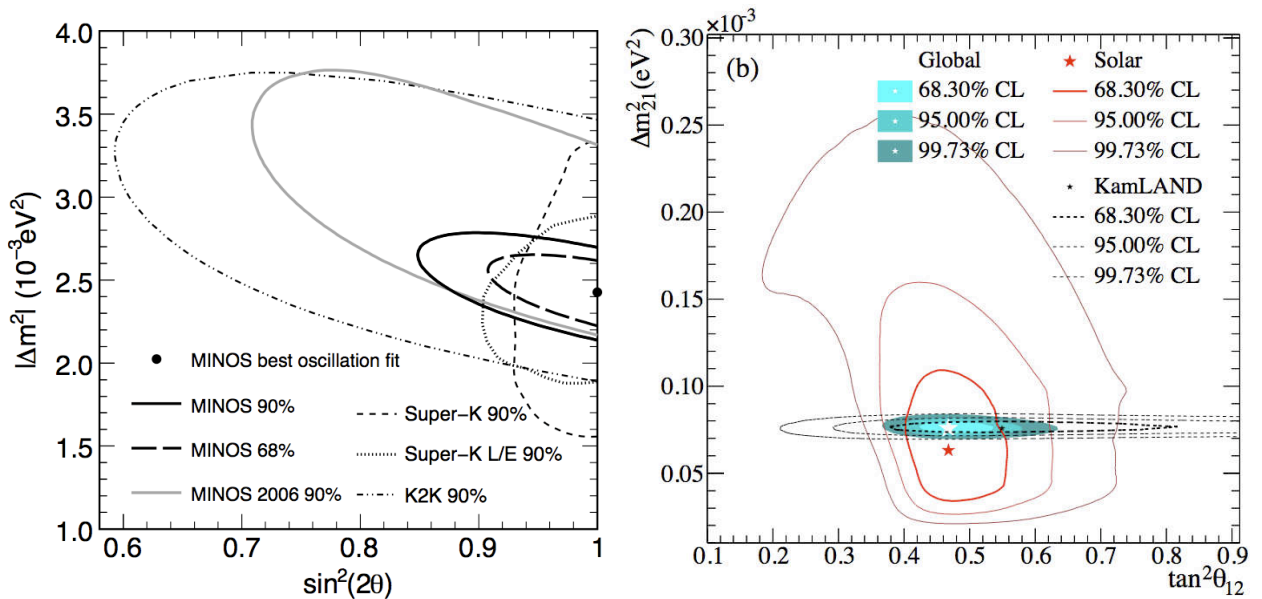 4.0
3.5
3.0
2.5
2.0
1.5
1.0
|Δm²| (10⁻³eV²)
MINOS best oscillation fit
MINOS 90%
MINOS 68%
MINOS 2006 90%
Super–K 90%
Super–K L/E 90%
K2K 90%
0.6 0.7 0.8 0.9 1
sin²(2θ)
×10⁻³
0.30
0.25
0.20
0.15
0.10
0.05
Δm²₂₁(eV²)
(b)
Global
68.30% CL
95.00% CL
99.73% CL
Solar
68.30% CL
95.00% CL
99.73% CL
KamLAND
68.30% CL
95.00% CL
99.73% CL
0.1 0.2 0.3 0.4 0.5 0.6 0.7 0.8 0.9
tan²θ₁₂